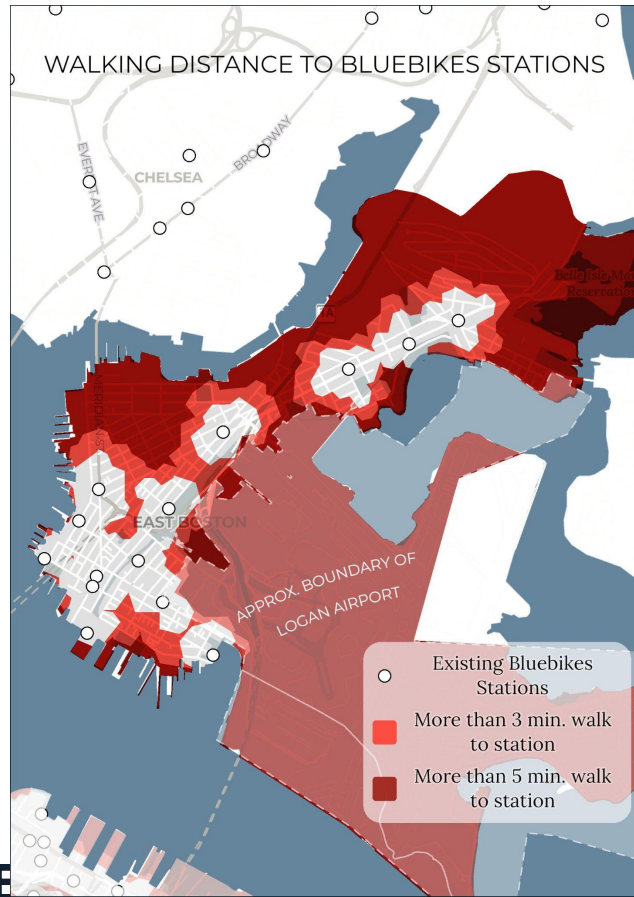 WALKING DISTANCE TO BLUEBIKES STATIONS
EVERETT AVE
BROADWAY
CHELSEA
1A
EAST BOSTON
APPROX. BOUNDARY OF
LOGAN AIRPORT
Existing Bluebikes
Stations
More than 3 min. walk
to station
More than 5 min. walk
to station
E